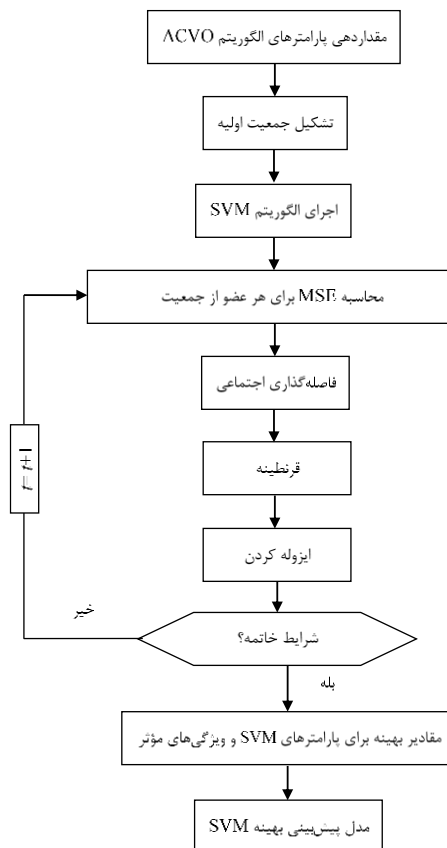 مقداردهی پارامترهای الگوریتم ACVO
تشکیل جمعیت اولیه
اجرای الگوریتم SVM
محاسبه MSE برای هر عضو از جمعیت
فاصله‌گذاری اجتماعی
t= t+1
قرنطینه
ایزوله کردن
خیر
شرایط خاتمه؟
بله
مقادیر بهینه برای پارامترهای SVM و ویژگی‌های مؤثر
مدل پیش‌بینی بهینه SVM